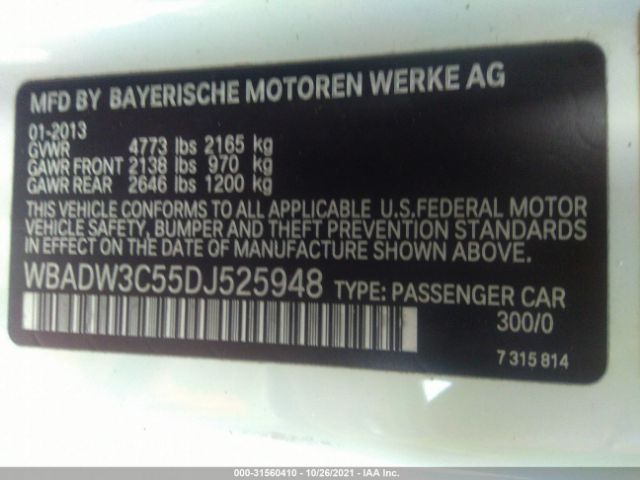 MFD BY BAYERISCHE MOTOREN WERKE AG
01-2013
GVWR 4773 lbs 2165 kg
GAWR FRONT 2138 lbs 970 kg
GAWR REAR 2646 lbs 1200 kg
THIS VEHICLE CONFORMS TO ALL APPLICABLE U.S.FEDERAL MOTOR
VEHICLE SAFETY, BUMPER AND THEFT PREVENTION STANDARDS
IN EFFECT ON THE DATE OF MANUFACTURE SHOWN ABOVE.
WBADW3C55DJ525948 TYPE: PASSENGER CAR
300/0
7 315 814
000-31560410 - 10/26/2021 - IAAI - Copart Inc.